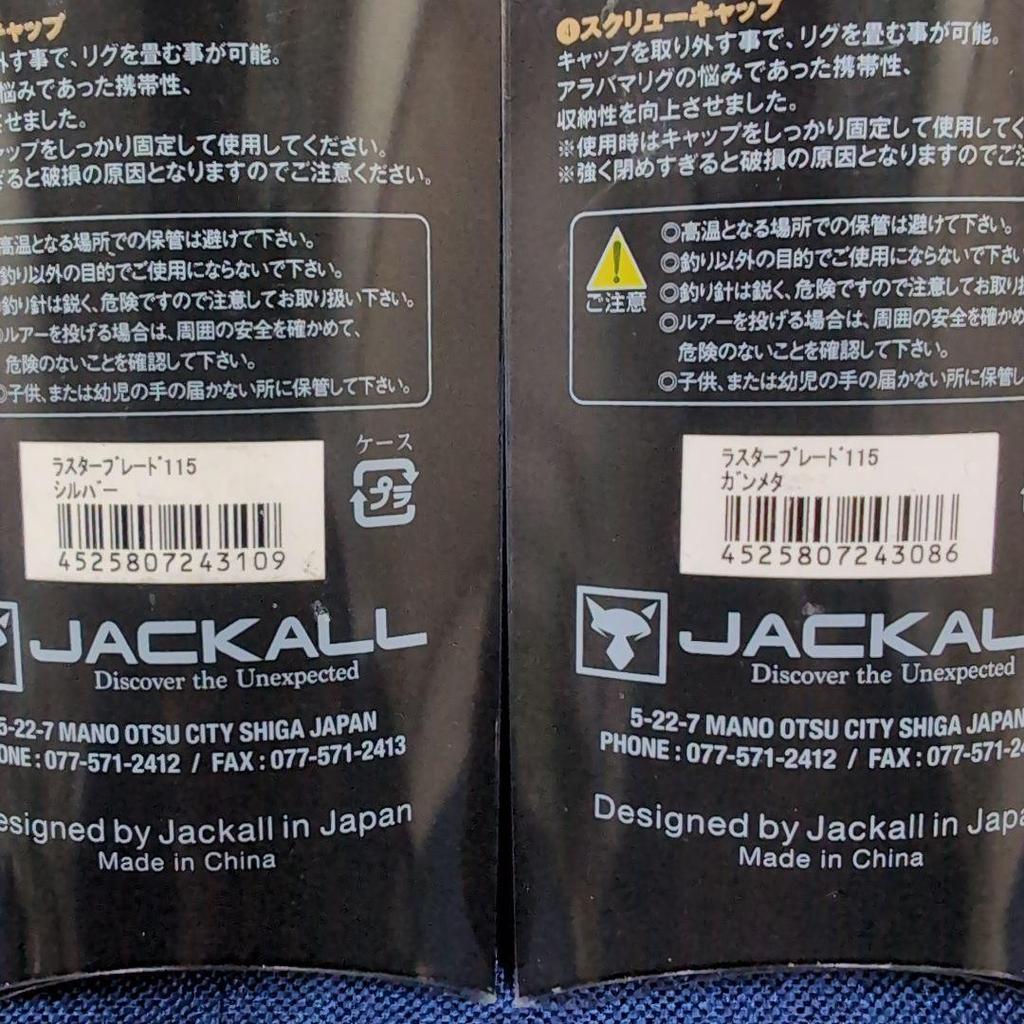 キャップ
外す事で、リグを畳む事が可能。
悩みであった携帯性、
させました。
ャップをしっかり固定して使用してください。
ぎると破損の原因となりますのでご注意ください。
高温となる場所での保管は避けて下さい。
釣り以外の目的でご使用にならないで下さい。
釣り針は鋭く、危険ですので注意してお取り扱い下さい。
◎ルアーを投げる場合は、周囲の安全を確かめて、
危険のないことを確認して下さい。
◎子供、または幼児の手の届かない所に保管して下さい。
ケース
プラ
ラスターブレード115
シルバー
4525807243109
JACKALL
Discover the Unexpected
5-22-7 MANO OTSU CITY SHIGA JAPAN
ONE : 077-571-2412 / FAX : 077-571-2413
esigned by Jackall in Japan
Made in China
❹スクリューキャップ
キャップを取り外す事で、リグを畳む事が可能。
アラバマリグの悩みであった携帯性、
収納性を向上させました。
※使用時はキャップをしっかり固定して使用してく
※強く閉めすぎると破損の原因となりますのでご注
ご注意
◎高温となる場所での保管は避けて下さい。
◎釣り以外の目的でご使用にならないで下さい
◎釣り針は鋭く、危険ですので注意してお取り扱
◎ルアーを投げる場合は、周囲の安全を確かめ
危険のないことを確認して下さい。
◎子供、または幼児の手の届かない所に保管し
ラスターブレード115
ガンメタ
4525807243086
JACKAL
Discover the Unexpected
5-22-7 MANO OTSU CITY SHIGA JAPAN
PHONE : 077-571-2412 / FAX : 077-571-24
Designed by Jackall in Japa
Made in China